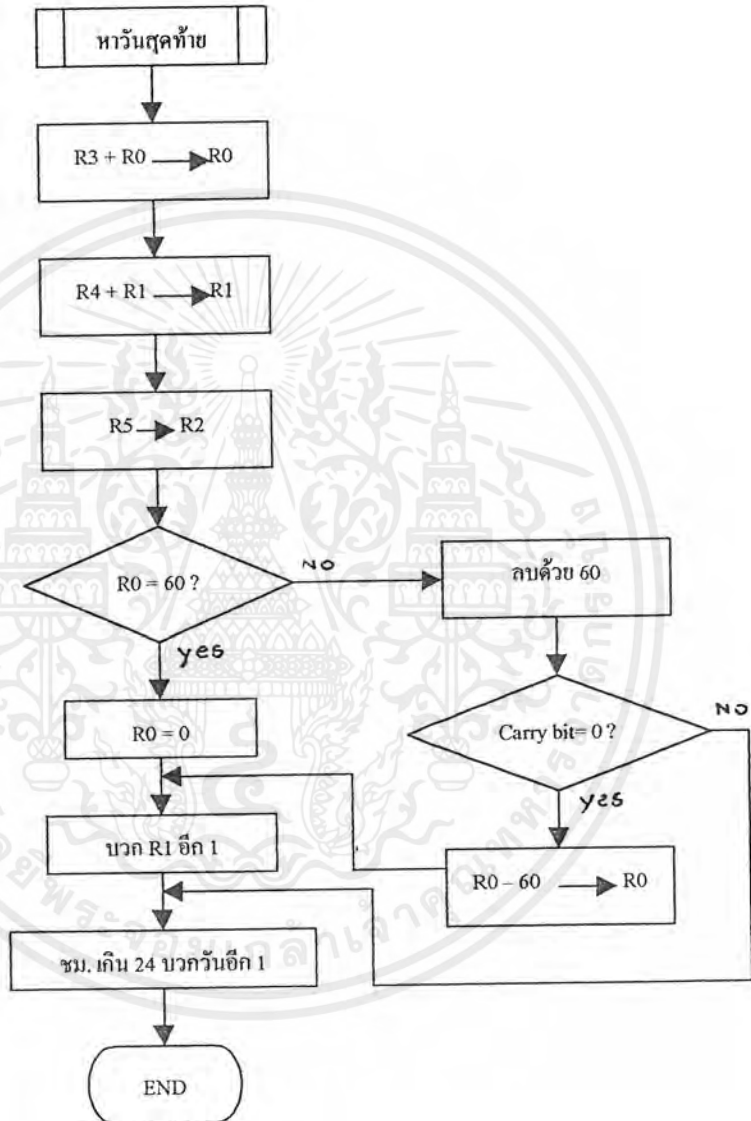 หาวันสุดท้าย
R3 + R0 → R0
R4 + R1 → R1
R5 → R2
R0 = 60 ?
NO
ลบด้วย 60
yes
R0 = 0
Carry bit= 0 ?
NO
yes
บวก R1 อีก 1
R0 – 60 → R0
ชม. เกิน 24 บวกวันอีก 1
END